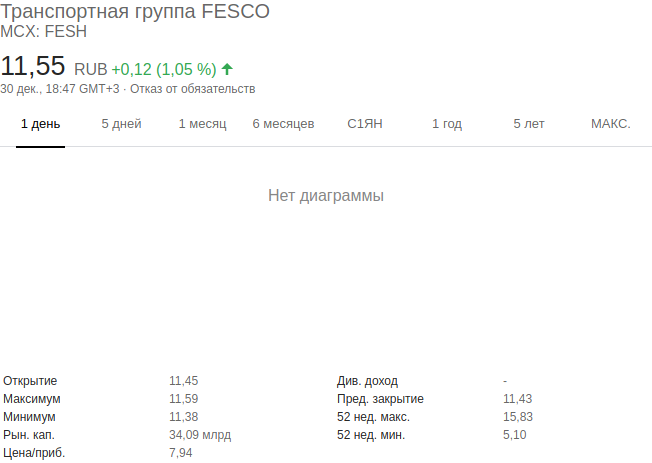 Транспортная группа FESCO
MCX: FESH
11,55 RUB +0,12 (1,05 %)
30 дек., 18:47 GMT+3 · Отказ от обязательств
1 день 5 дней 1 месяц 6 месяцев С1ЯН 1 год 5 лет МАКС.
Нет диаграммы
Открытие 11,45 Див. доход -
Максимум 11,59 Пред. закрытие 11,43
Минимум 11,38 52 нед. макс. 15,83
Рын. кап. 34,09 млрд 52 нед. мин. 5,10
Цена/приб. 7,94